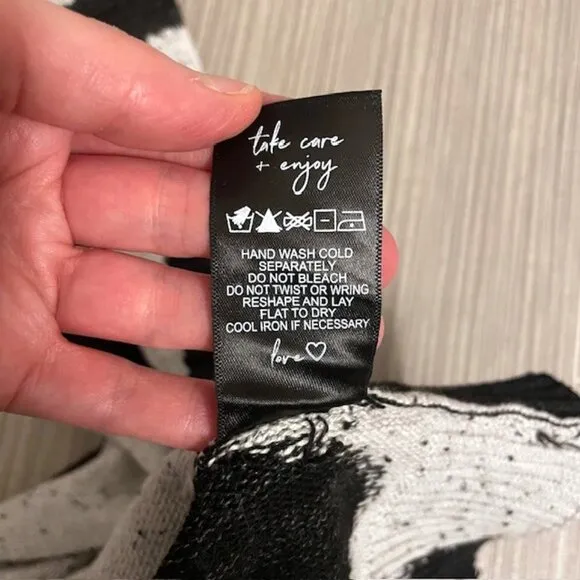 take care
+ enjoy
HAND WASH COLD
SEPARATELY
DO NOT BLEACH
DO NOT TWIST OR WRING
RESHAPE AND LAY
FLAT TO DRY
COOL IRON IF NECESSARY
love♡